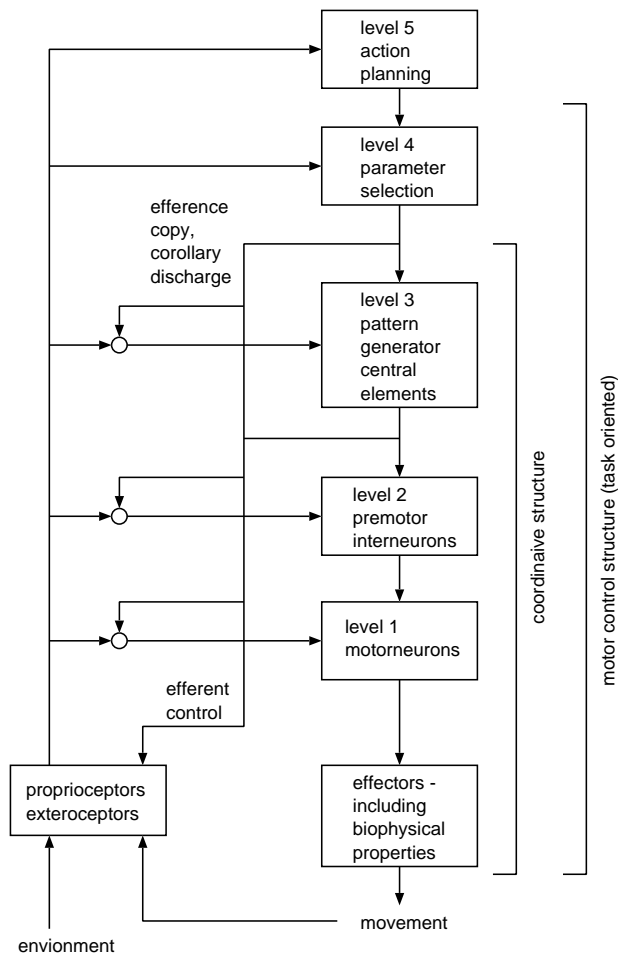 level 5
action
planning
level 4
parameter
selection
efference
copy,
corollary
discharge
level 3
pattern
generator
central
elements
level 2
premotor
interneurons
level 1
motorneurons
efferent
control
proprioceptors
exteroceptors
effectors -
including
biophysical
properties
movement
envionment
coordinaive structure
motor control structure (task oriented)